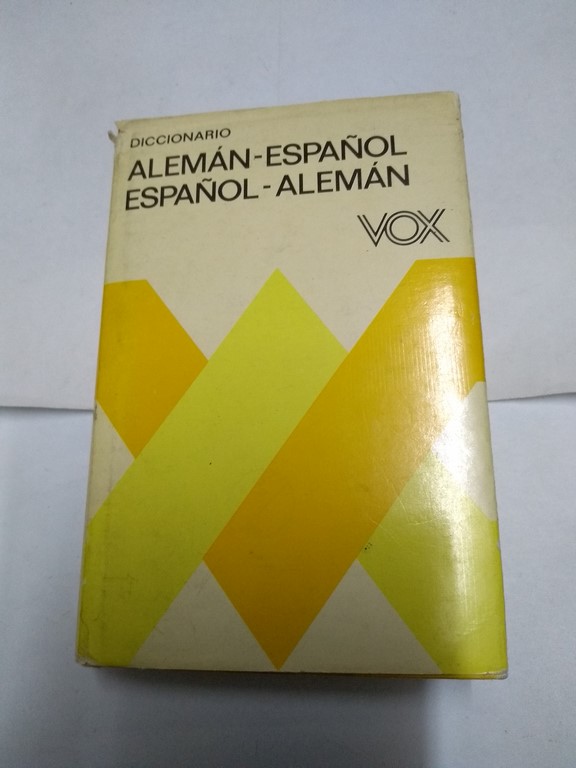 DICCIONARIO
ALEMÁN-ESPAÑOL
ESPAÑOL-ALEMÁN
VOX